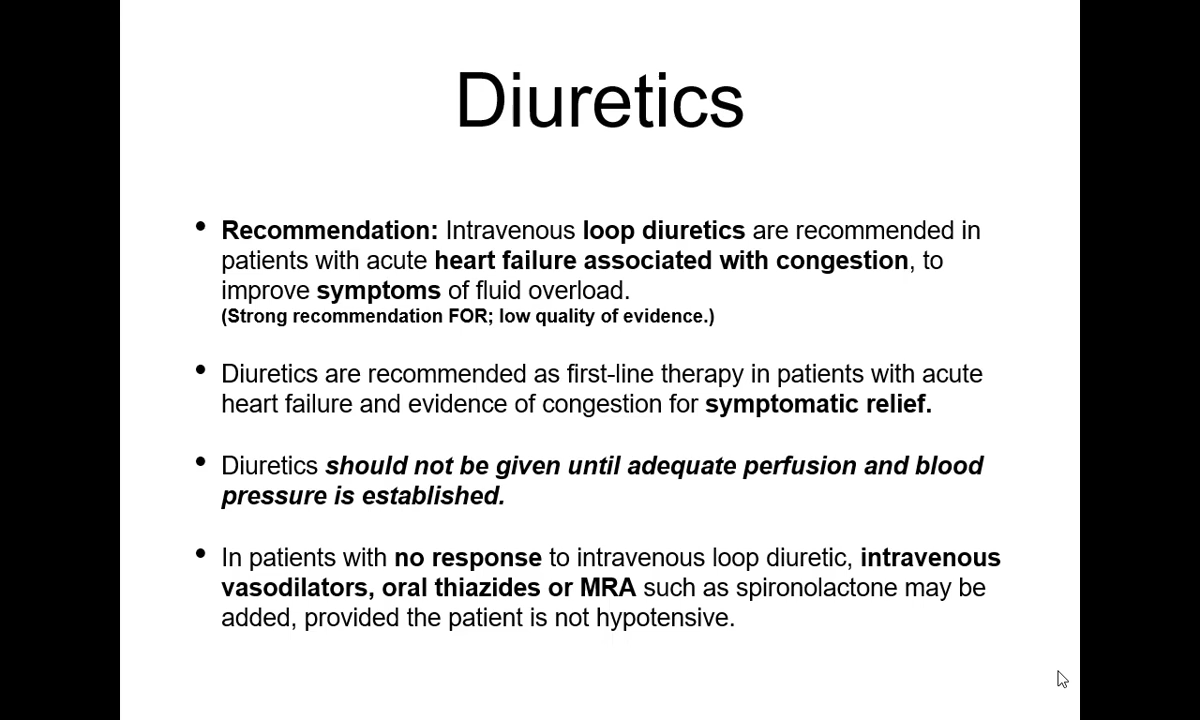 Diuretics
• Recommendation: Intravenous loop diuretics are recommended in
patients with acute heart failure associated with congestion, to
improve symptoms of fluid overload.
(Strong recommendation FOR; low quality of evidence.)
• Diuretics are recommended as first-line therapy in patients with acute
heart failure and evidence of congestion for symptomatic relief.
• Diuretics should not be given until adequate perfusion and blood
pressure is established.
• In patients with no response to intravenous loop diuretic, intravenous
vasodilators, oral thiazides or MRA such as spironolactone may be
added, provided the patient is not hypotensive.